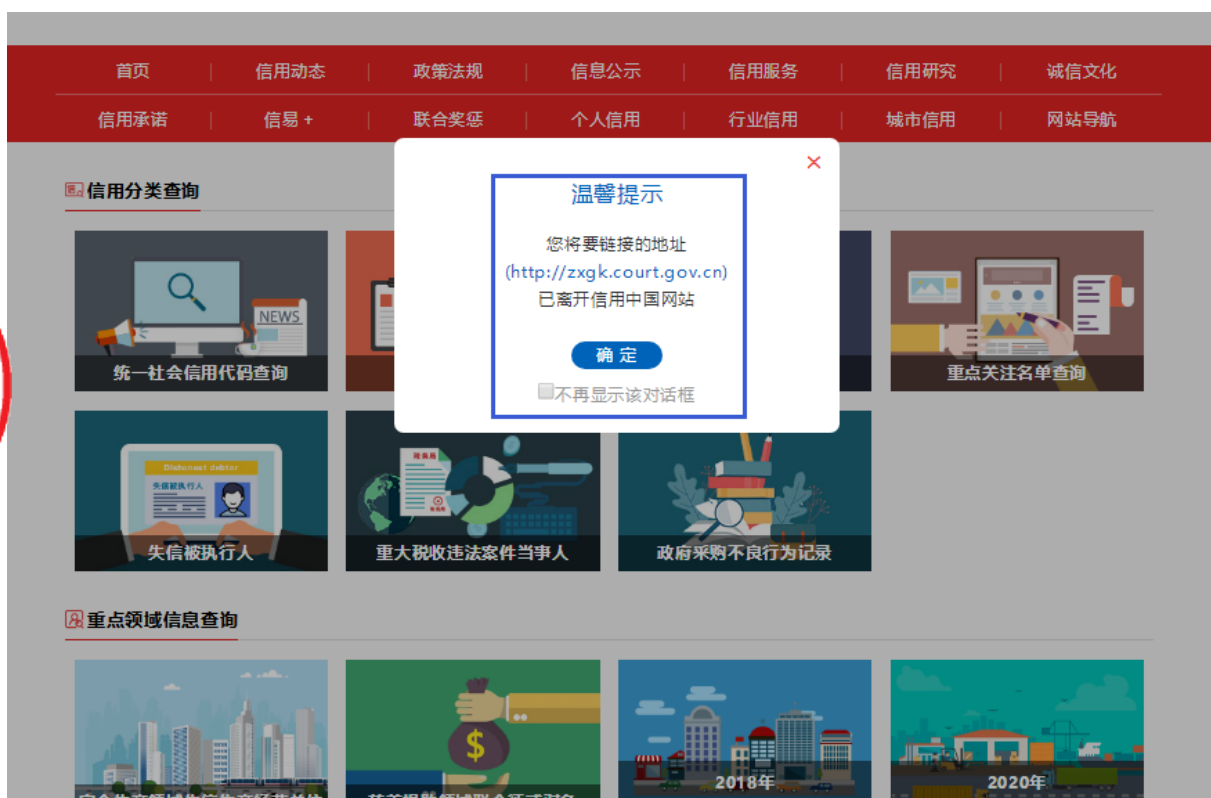 首页 信用动态 政策法规 信息公示 信用服务 信用研究 诚信文化
信用承诺 信易 + 联合奖惩 个人信用 行业信用 城市信用 网站导航
信用分类查询
温馨提示
您将要链接的地址
(http://zxgk.court.gov.cn)
已离开信用中国网站
确 定
不再显示该对话框
NEWS
统一社会信用代码查询
重点关注名单查询
Dishonest debtor
失信被执行人
失信被执行人
重大税收违法案件当事人
政府采购不良行为记录
重点领域信息查询
$
2018年
2020年